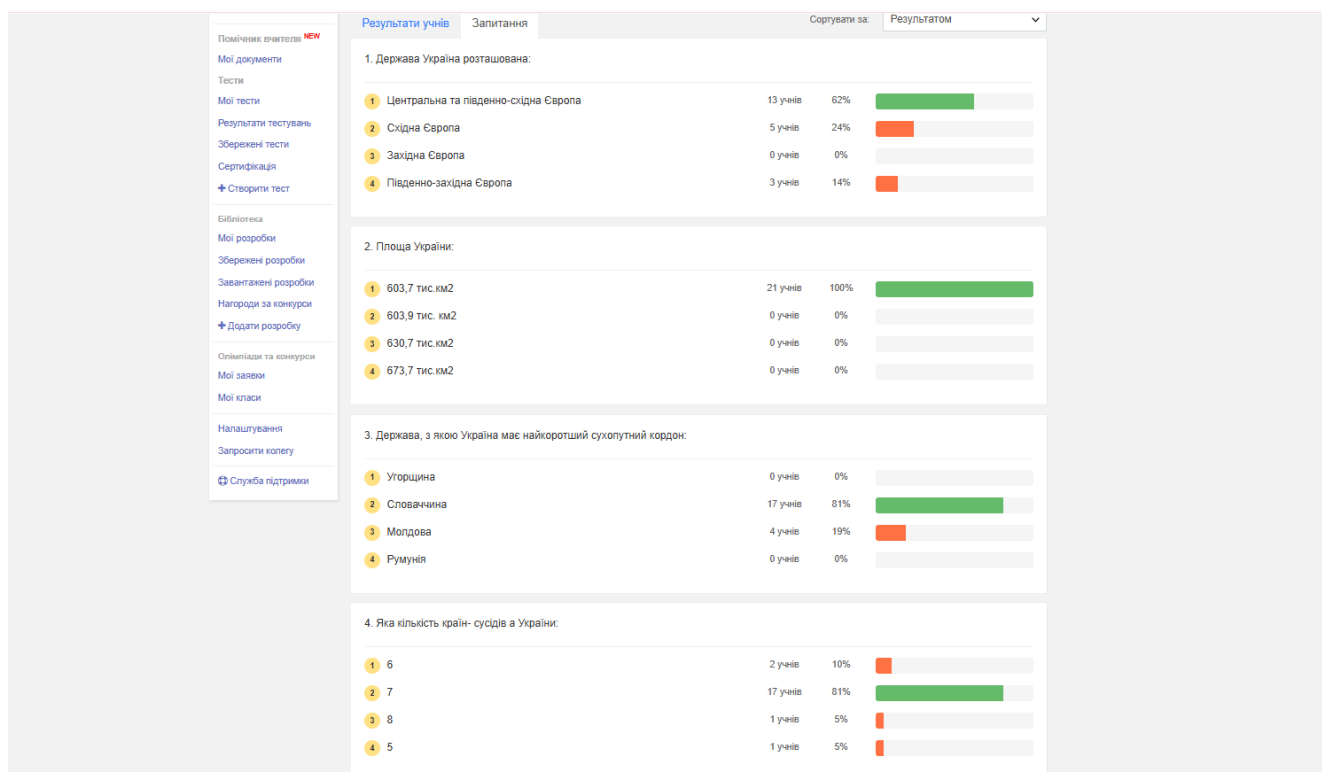 Помічник вчителя NEW
Мої документи
Тести
Мої тести
Результати тестувань
Збережені тести
Сертифікація
+ Створити тест
Бібліотека
Мої розробки
Збережені розробки
Завантажені розробки
Нагороди за конкурси
+ Додати розробку
Олімпіади та конкурси
Мої заявки
Мої класи
Налаштування
Запросити колегу
Служба підтримки
Результати учнів Запитання Сортувати за: Результатом
1. Держава Україна розташована:
1 Центральна та південно-східна Європа 13 учнів 62%
2 Східна Європа 5 учнів 24%
3 Західна Європа 0 учнів 0%
4 Південно-західна Європа 3 учнів 14%
2. Площа України:
1 603,7 тис.км2 21 учнів 100%
2 603,9 тис. км2 0 учнів 0%
3 630,7 тис.км2 0 учнів 0%
4 673,7 тис.км2 0 учнів 0%
3. Держава, з якою Україна має найкоротший сухопутний кордон:
1 Угорщина 0 учнів 0%
2 Словаччина 17 учнів 81%
3 Молдова 4 учнів 19%
4 Румунія 0 учнів 0%
4. Яка кількість країн- сусідів а України:
1 6 2 учнів 10%
2 7 17 учнів 81%
3 8 1 учнів 5%
4 5 1 учнів 5%